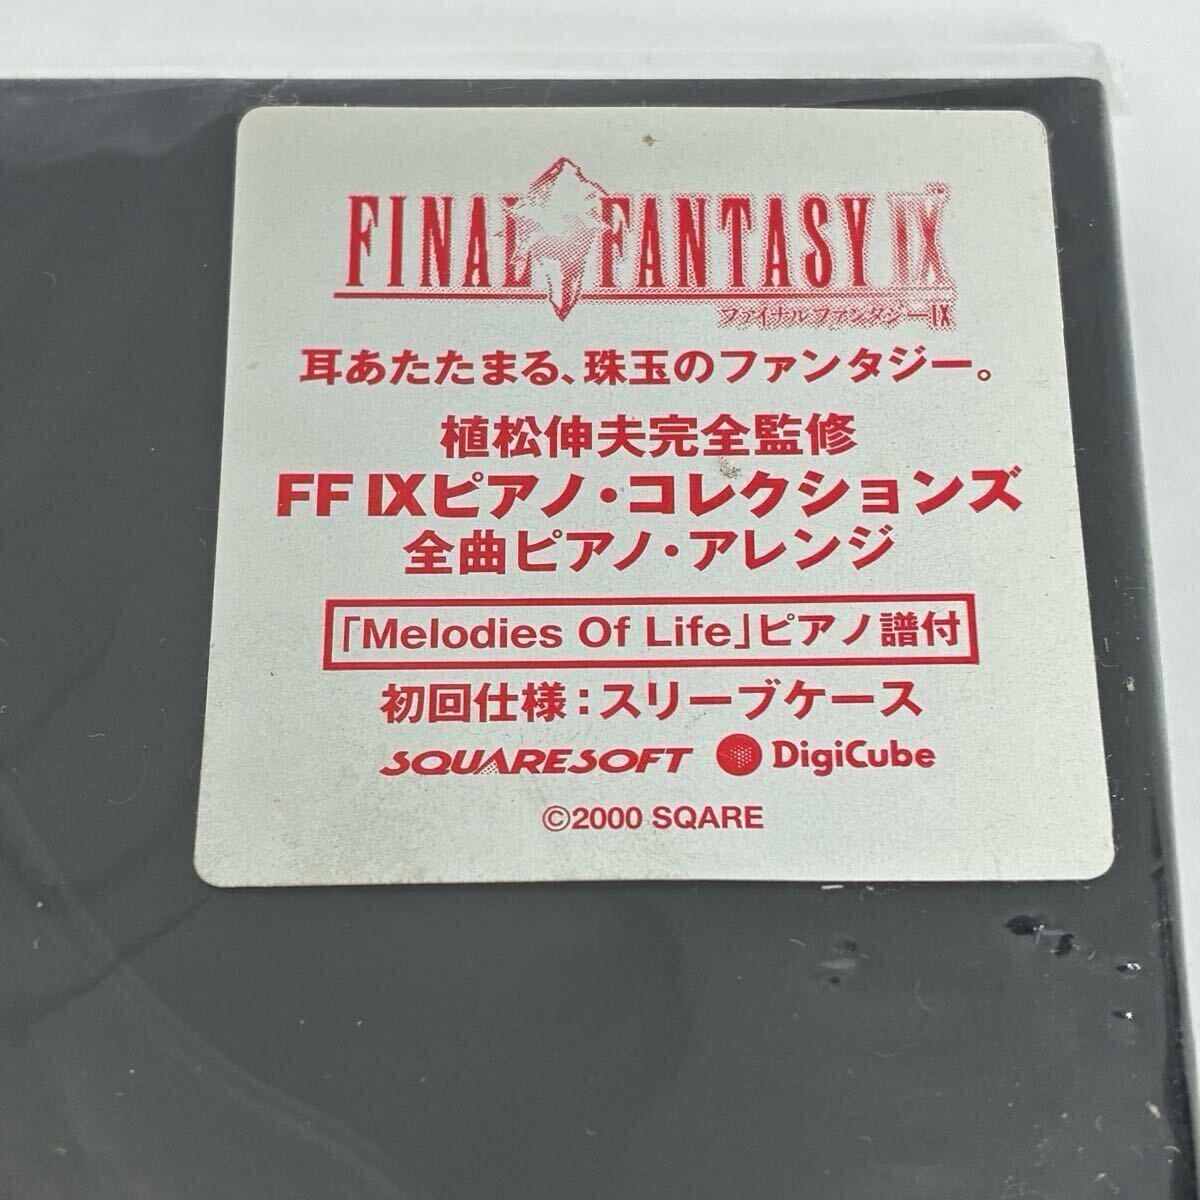 FINAL FANTASY IX™
ファイナルファンタジーIX
耳あたたまる、珠玉のファンタジー。
植松伸夫完全監修
FF IXピアノ・コレクションズ
全曲ピアノ・アレンジ
「Melodies Of Life」ピアノ譜付
初回仕様：スリーブケース
SQUARESOFT DigiCube
©2000 SQARE